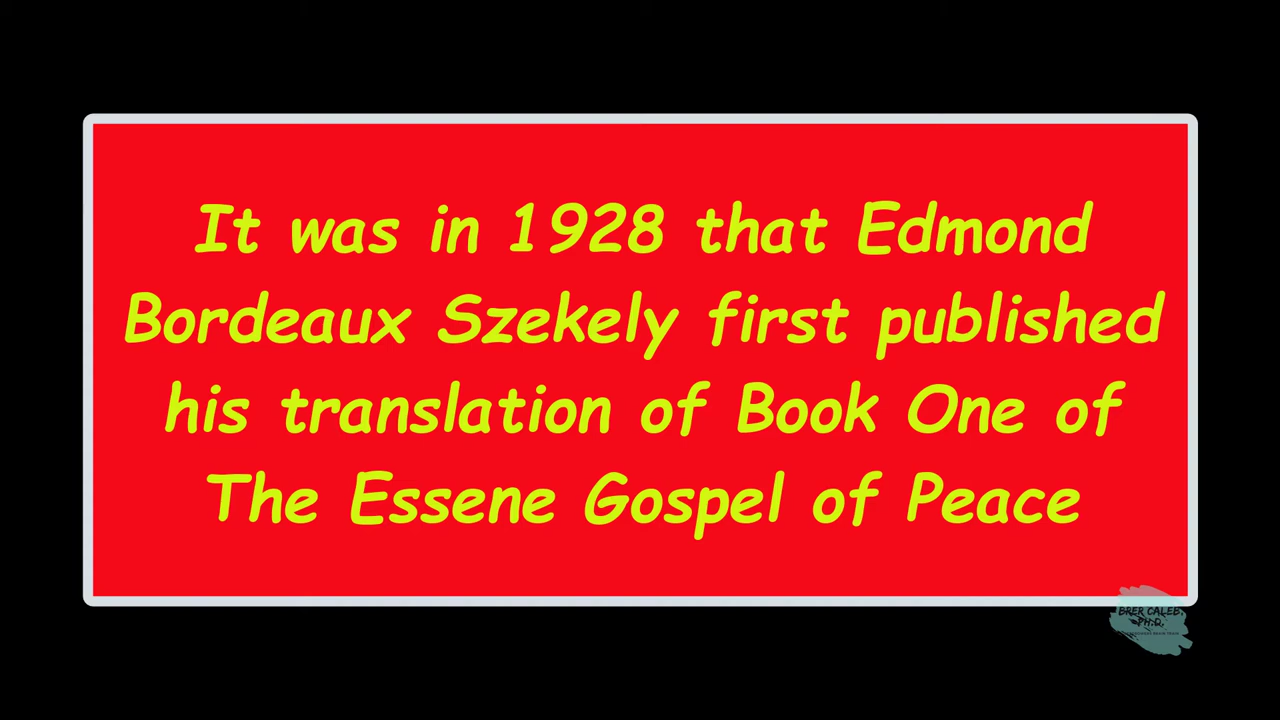 It was in 1928 that Edmond
Bordeaux Szekely first published
his translation of Book One of
The Essene Gospel of Peace
BRER CALEB,
PH.D.